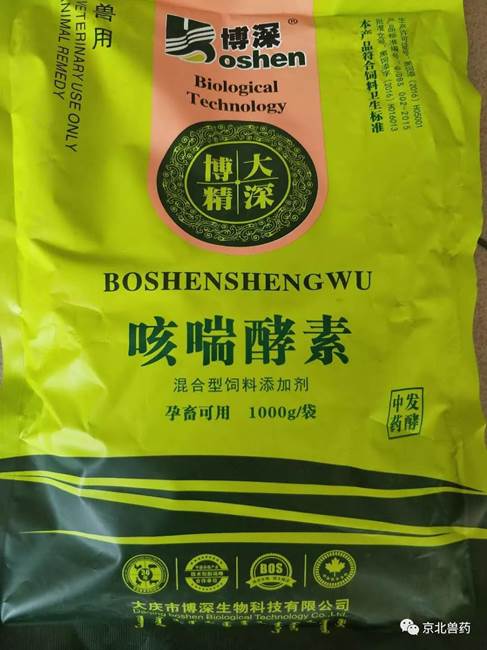 兽用
VETERINARY USE ONLY
ANIMAL REMEDY
博深®
Boshen
Biological
Technology
大深
博精
本产品符合饲料卫生标准
BOSHENSHENGWU
咳喘酵素
混合型饲料添加剂
孕畜可用 1000g/袋
发酵
中药
BOS
大庆市博深生物科技有限公司
boshen Biological Technology Co., Ltd
京北兽药